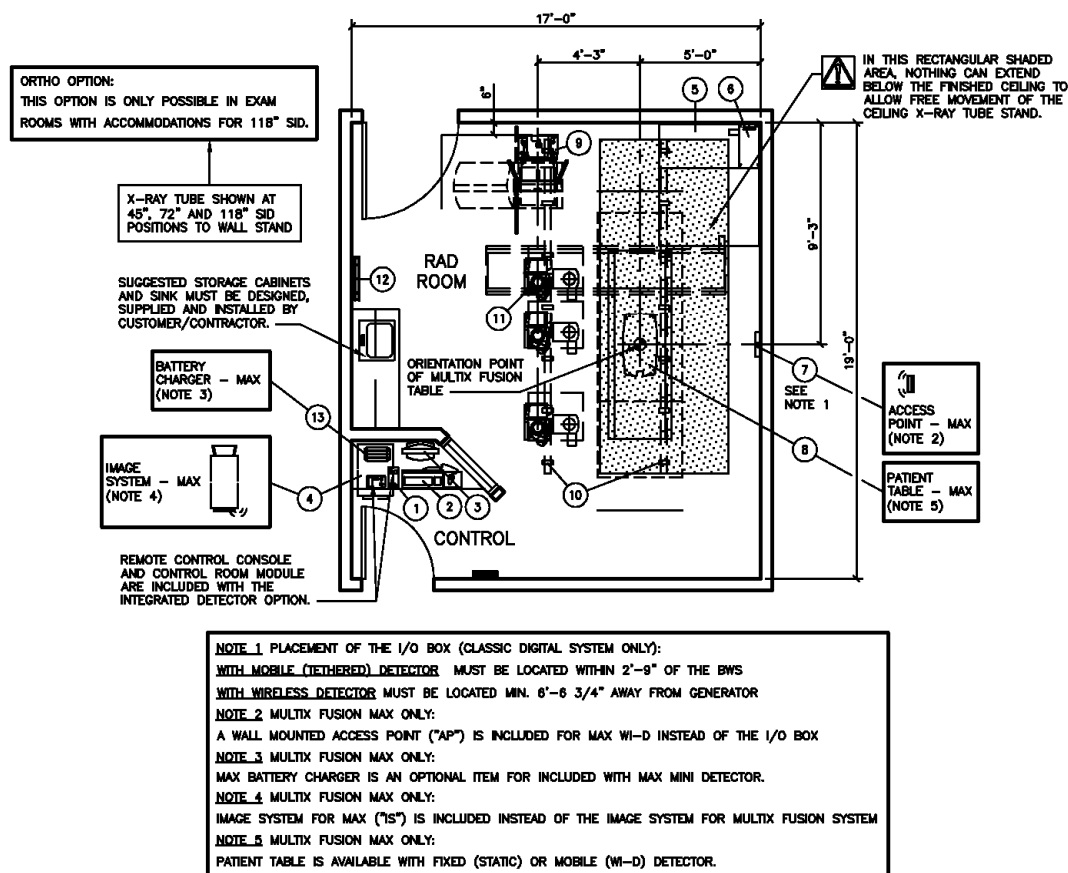 17'-0"
4'-3"
5'-0"
6"
ORTHO OPTION:
THIS OPTION IS ONLY POSSIBLE IN EXAM
ROOMS WITH ACCOMMODATIONS FOR 118" SID.
X-RAY TUBE SHOWN AT
45", 72" AND 118" SID
POSITIONS TO WALL STAND
IN THIS RECTANGULAR SHADED
AREA, NOTHING CAN EXTEND
BELOW THE FINISHED CEILING TO
ALLOW FREE MOVEMENT OF THE
CEILING X-RAY TUBE STAND.
5
6
9
9'-3"
19'-0"
RAD
ROOM
12
11
SUGGESTED STORAGE CABINETS
AND SINK MUST BE DESIGNED,
SUPPLIED AND INSTALLED BY
CUSTOMER/CONTRACTOR.
ORIENTATION POINT
OF MULTIX FUSION
TABLE
7
SEE
NOTE 1
BATTERY
CHARGER - MAX
(NOTE 3)
13
ACCESS
POINT - MAX
(NOTE 2)
8
IMAGE
SYSTEM - MAX
(NOTE 4)
4
1
2
3
10
PATIENT
TABLE - MAX
(NOTE 5)
CONTROL
REMOTE CONTROL CONSOLE
AND CONTROL ROOM MODULE
ARE INCLUDED WITH THE
INTEGRATED DETECTOR OPTION.
NOTE 1 PLACEMENT OF THE I/O BOX (CLASSIC DIGITAL SYSTEM ONLY):
WITH MOBILE (TETHERED) DETECTOR MUST BE LOCATED WITHIN 2'-9" OF THE BWS
WITH WIRELESS DETECTOR MUST BE LOCATED MIN. 6'-6 3/4" AWAY FROM GENERATOR
NOTE 2 MULTIX FUSION MAX ONLY:
A WALL MOUNTED ACCESS POINT ("AP") IS INCLUDED FOR MAX WI-D INSTEAD OF THE I/O BOX
NOTE 3 MULTIX FUSION MAX ONLY:
MAX BATTERY CHARGER IS AN OPTIONAL ITEM FOR INCLUDED WITH MAX MINI DETECTOR.
NOTE 4 MULTIX FUSION MAX ONLY:
IMAGE SYSTEM FOR MAX ("IS") IS INCLUDED INSTEAD OF THE IMAGE SYSTEM FOR MULTIX FUSION SYSTEM
NOTE 5 MULTIX FUSION MAX ONLY:
PATIENT TABLE IS AVAILABLE WITH FIXED (STATIC) OR MOBILE (WI-D) DETECTOR.